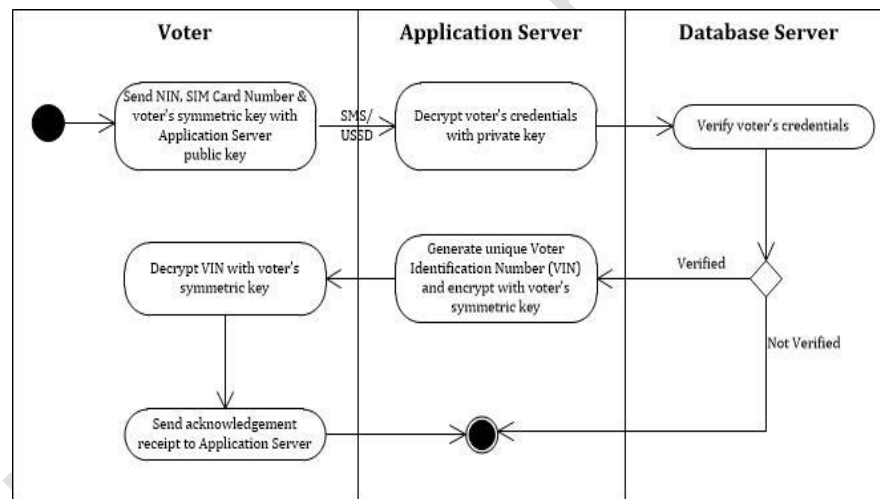 Voter
Application Server
Database Server
Send NIN, SIM Card Number &
voter's symmetric key with
Application Server
public key
SMS/
USSD
Decrypt voter's credentials
with private key
Verify voter's credentials
Decrypt VIN with voter's
symmetric key
Generate unique Voter
Identification Number (VIN)
and encrypt with voter's
symmetric key
Verified
Not Verified
Send acknowledgement
receipt to Application Server